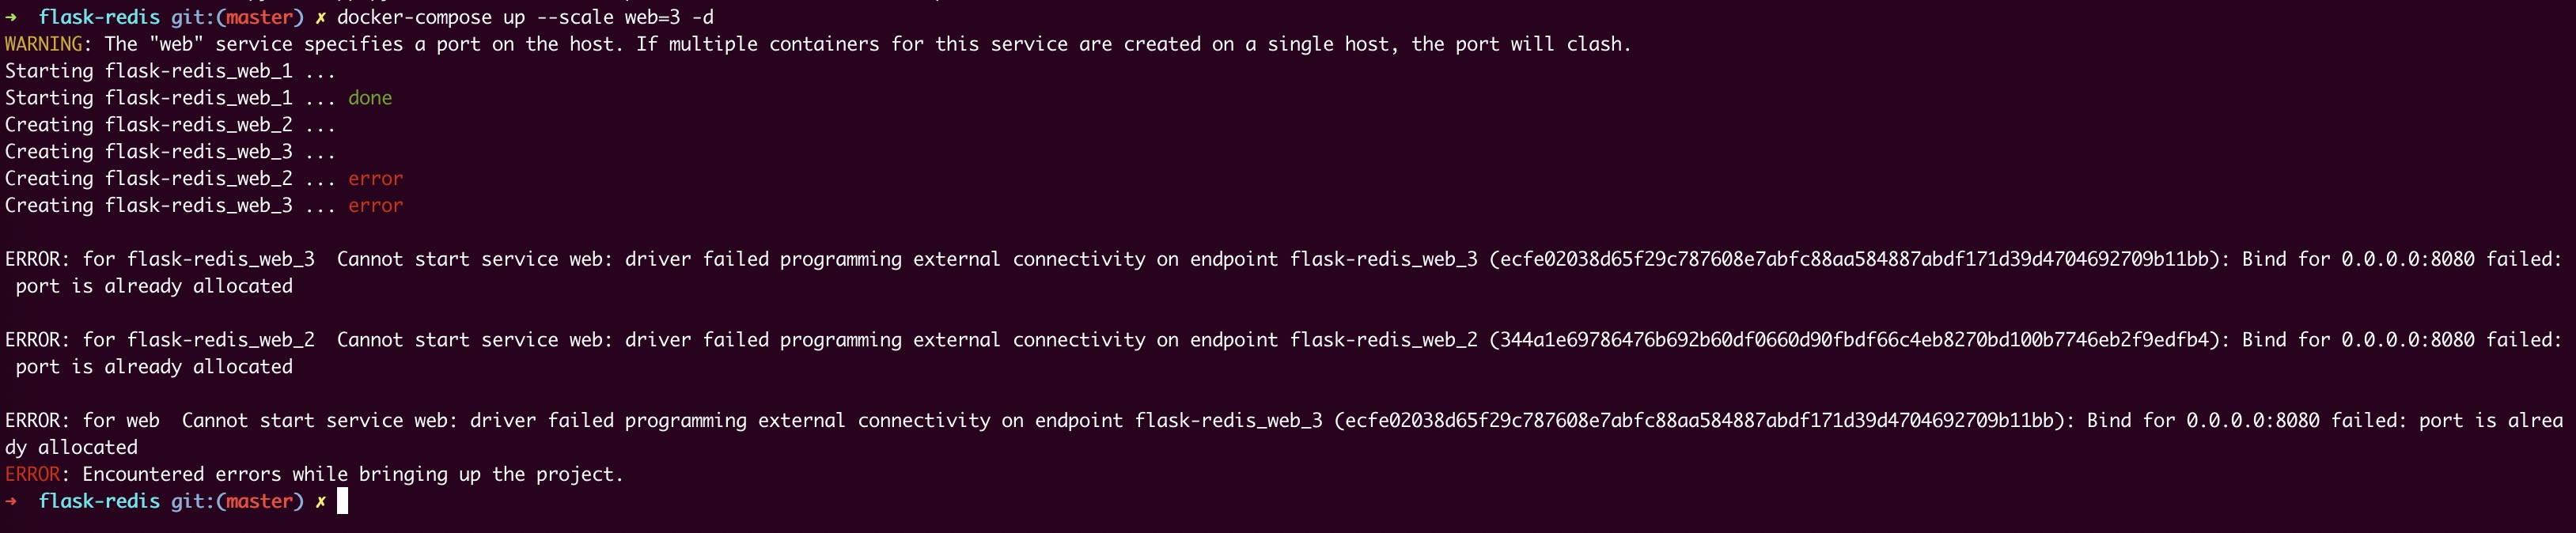 ➜  flask-redis git:(master) ✗ docker-compose up --scale web=3 -d
WARNING: The "web" service specifies a port on the host. If multiple containers for this service are created on a single host, the port will clash.
Starting flask-redis_web_1 ...
Starting flask-redis_web_1 ... done
Creating flask-redis_web_2 ...
Creating flask-redis_web_3 ...
Creating flask-redis_web_2 ... error
Creating flask-redis_web_3 ... error
ERROR: for flask-redis_web_3  Cannot start service web: driver failed programming external connectivity on endpoint flask-redis_web_3 (ecfe02038d65f29c787608e7abfc88aa584887abdf171d39d4704692709b11bb): Bind for 0.0.0.0:8080 failed:
port is already allocated
ERROR: for flask-redis_web_2  Cannot start service web: driver failed programming external connectivity on endpoint flask-redis_web_2 (344a1e69786476b692b60df0660d90fbdf66c4eb8270bd100b7746eb2f9edfb4): Bind for 0.0.0.0:8080 failed:
port is already allocated
ERROR: for web  Cannot start service web: driver failed programming external connectivity on endpoint flask-redis_web_3 (ecfe02038d65f29c787608e7abfc88aa584887abdf171d39d4704692709b11bb): Bind for 0.0.0.0:8080 failed: port is alrea
dy allocated
ERROR: Encountered errors while bringing up the project.
➜  flask-redis git:(master) ✗